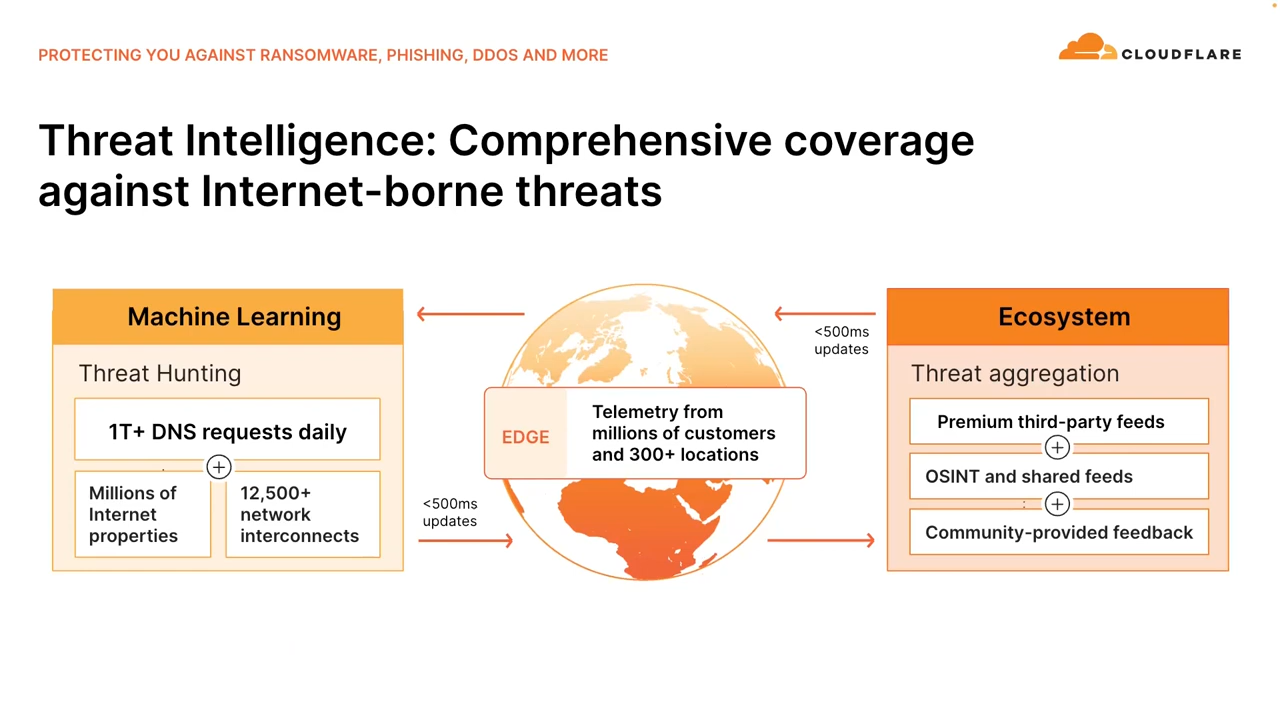 PROTECTING YOU AGAINST RANSOMWARE, PHISHING, DDOS AND MORE
CLOUDFLARE
Threat Intelligence: Comprehensive coverage
against Internet-borne threats
Machine Learning
Threat Hunting
1T+ DNS requests daily
Millions of
Internet
properties
12,500+
network
interconnects
<500ms
updates
EDGE
Telemetry from
millions of customers
and 300+ locations
<500ms
updates
Ecosystem
Threat aggregation
Premium third-party feeds
OSINT and shared feeds
Community-provided feedback